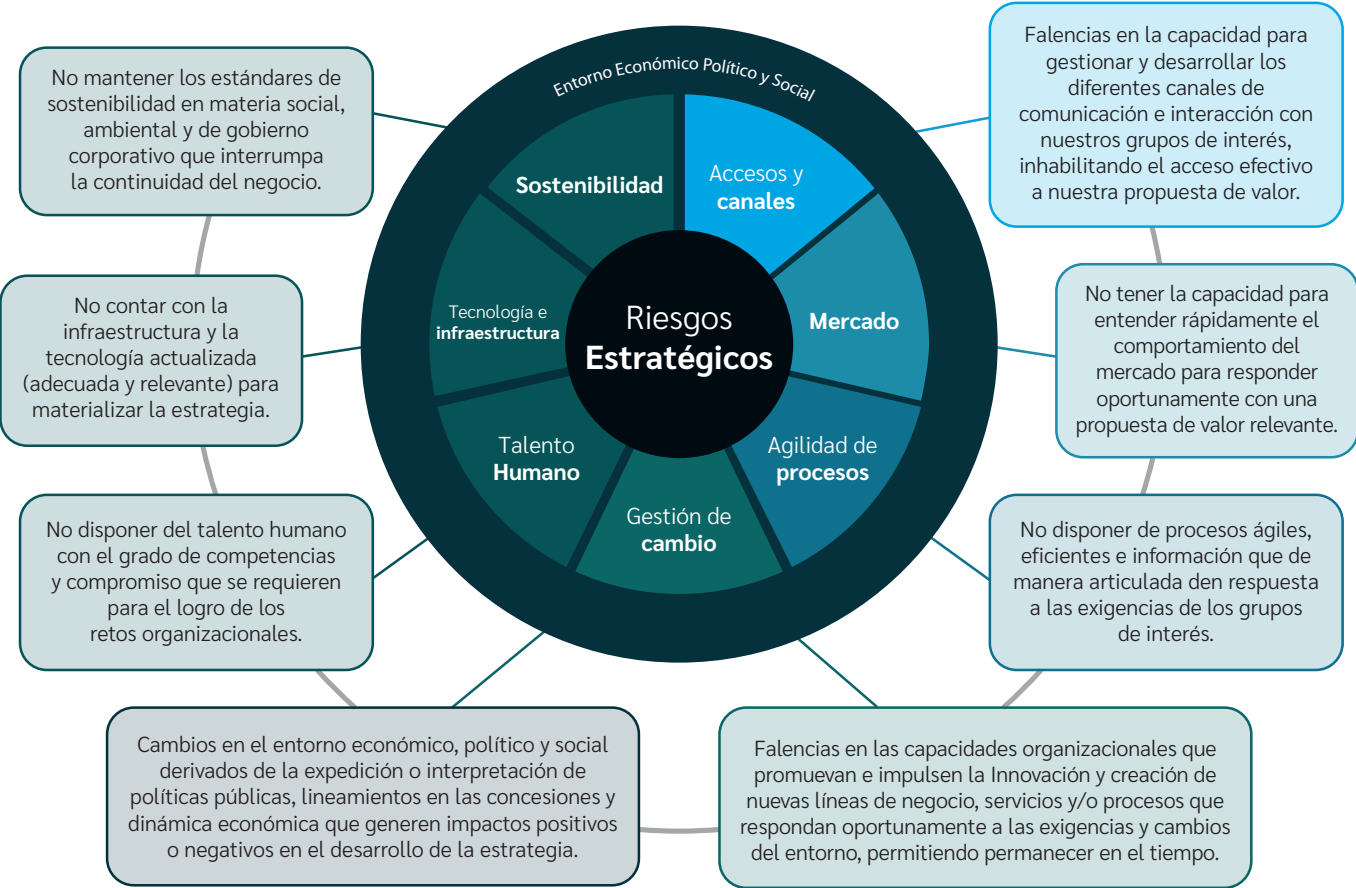 Entorno Económico Político y Social
Riesgos
Estratégicos
Accesos y
canales
Mercado
Agilidad de
procesos
Gestión de
cambio
Talento
Humano
Tecnología e
infraestructura
Sostenibilidad
Falencias en la capacidad para
gestionar y desarrollar los
diferentes canales de
comunicación e interacción con
nuestros grupos de interés,
inhabilitando el acceso efectivo
a nuestra propuesta de valor.
No tener la capacidad para
entender rápidamente el
comportamiento del
mercado para responder
oportunamente con una
propuesta de valor relevante.
No disponer de procesos ágiles,
eficientes e información que de
manera articulada den respuesta
a las exigencias de los grupos
de interés.
Falencias en las capacidades organizacionales que
promuevan e impulsen la Innovación y creación de
nuevas líneas de negocio, servicios y/o procesos que
respondan oportunamente a las exigencias y cambios
del entorno, permitiendo permanecer en el tiempo.
Cambios en el entorno económico, político y social
derivados de la expedición o interpretación de
políticas públicas, lineamientos en las concesiones y
dinámica económica que generen impactos positivos
o negativos en el desarrollo de la estrategia.
No disponer del talento humano
con el grado de competencias
y compromiso que se requieren
para el logro de los
retos organizacionales.
No contar con la
infraestructura y la
tecnología actualizada
(adecuada y relevante) para
materializar la estrategia.
No mantener los estándares de
sostenibilidad en materia social,
ambiental y de gobierno
corporativo que interrumpa
la continuidad del negocio.